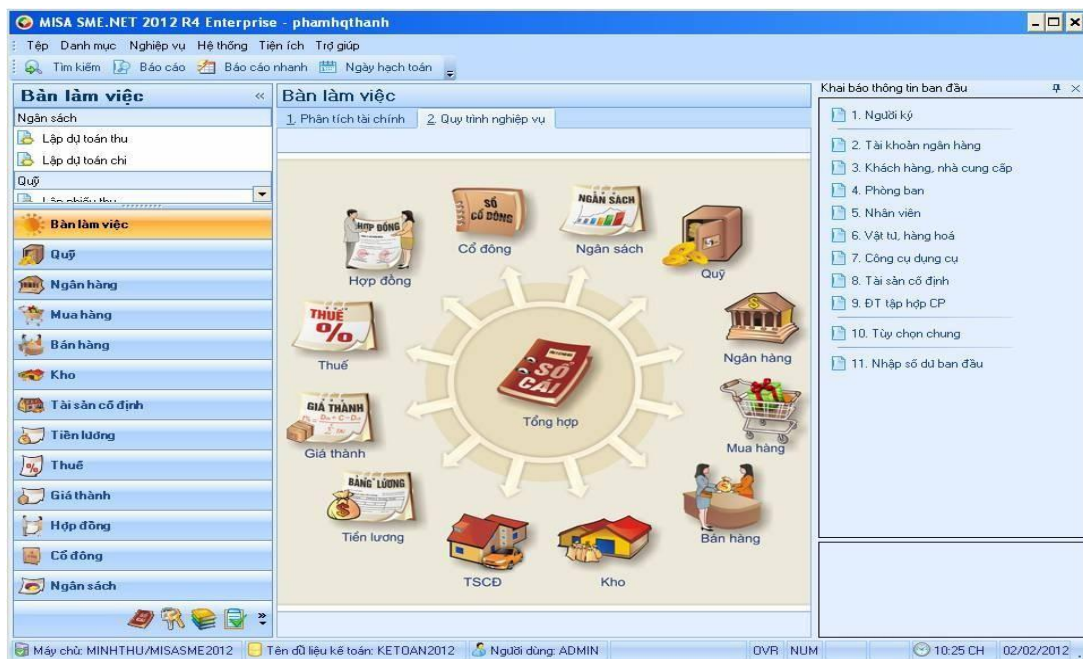 MISA SME.NET 2012 R4 Enterprise - phamhqthanh
Tệp Danh mục Nghiệp vụ Hệ thống Tiện ích Trợ giúp
Tìm kiếm Báo cáo Báo cáo nhanh Ngày hạch toán
Bàn làm việc «
Ngân sách
Lập dự toán thu
Lập dự toán chi
Quỹ
Lập phiếu thu
Bàn làm việc
Quỹ
Ngân hàng
Mua hàng
Bán hàng
Kho
Tài sản cố định
Tiền lương
Thuế
Giá thành
Hợp đồng
Cổ đông
Ngân sách
Bàn làm việc
1. Phân tích tài chính 2. Quy trình nghiệp vụ
HỢP ĐỒNG
Hợp đồng
SỔ CỔ ĐÔNG
Cổ đông
NGÂN SÁCH
Ngân sách
Quỹ
THUẾ %
Thuế
Ngân hàng
SỔ CÁI
Tổng hợp
GIÁ THÀNH
Giá thành
Mua hàng
BẢNG LƯƠNG
Tiền lương
Bán hàng
TSCĐ
Kho
Khai báo thông tin ban đầu
1. Người ký
2. Tài khoản ngân hàng
3. Khách hàng, nhà cung cấp
4. Phòng ban
5. Nhân viên
6. Vật tư, hàng hoá
7. Công cụ dụng cụ
8. Tài sản cố định
9. ĐT tập hợp CP
10. Tùy chọn chung
11. Nhập số dư ban đầu
Máy chủ: MINHTHU/MISASME2012 Tên dữ liệu kế toán: KETOAN2012 Người dùng: ADMIN OVR NUM 10:25 CH 02/02/2012